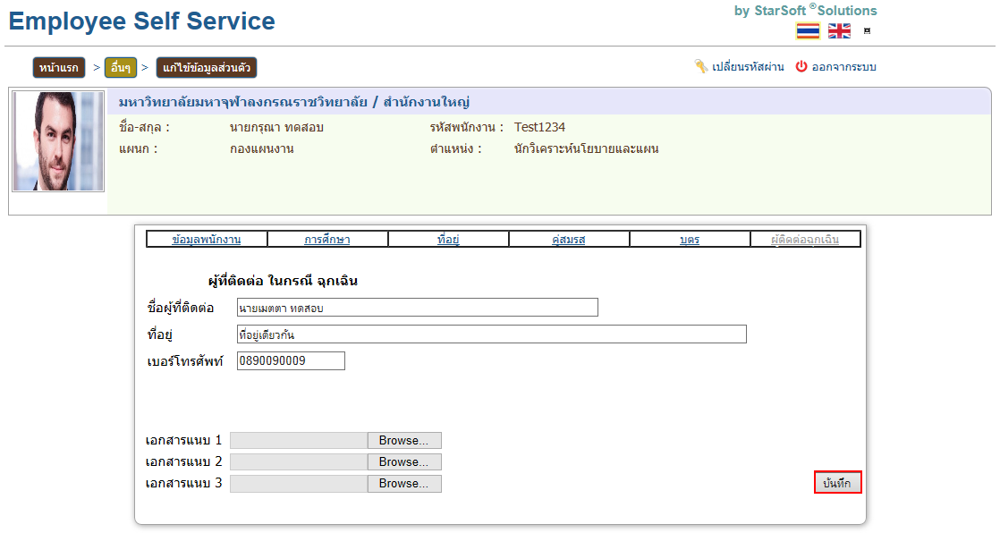 Employee Self Service
by StarSoft ®Solutions
หน้าแรก > อื่นๆ > แก้ไข้ข้อมูลส่วนตัว
เปลี่ยนรหัสผ่าน ออกจากระบบ
มหาวิทยาลัยมหาจุฬาลงกรณราชวิทยาลัย / สำนักงานใหญ่
ชื่อ-สกุล : นายกรุณา ทดสอบ รหัสพนักงาน : Test1234
แผนก : กองแผนงาน ตำแหน่ง : นักวิเคราะห์นโยบายและแผน
ข้อมูลพนักงาน การศึกษา ที่อยู่ คู่สมรส บุตร ผู้ติดต่อฉุกเฉิน
ผู้ที่ติดต่อ ในกรณี ฉุกเฉิน
ชื่อผู้ที่ติดต่อ นายเมตตา ทดสอบ
ที่อยู่ ที่อยู่เดียวกัน
เบอร์โทรศัพท์ 0890090009
เอกสารแนบ 1 Browse...
เอกสารแนบ 2 Browse...
เอกสารแนบ 3 Browse...
บันทึก